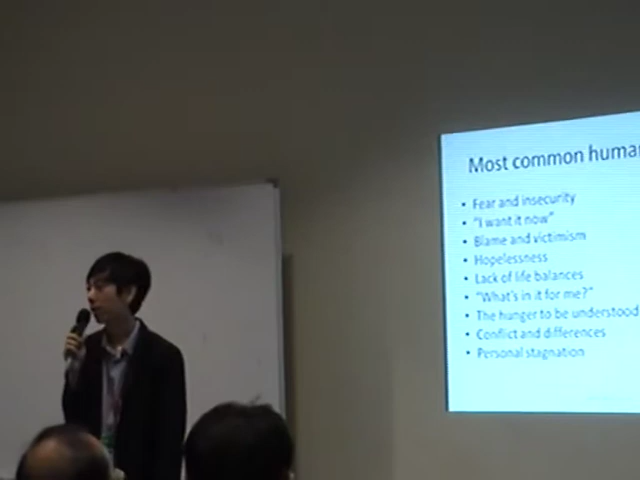 Most common human
• Fear and insecurity
• "I want it now"
• Blame and victimism
• Hopelessness
• Lack of life balances
• "What's in it for me?"
• The hunger to be understood
• Conflict and differences
• Personal stagnation